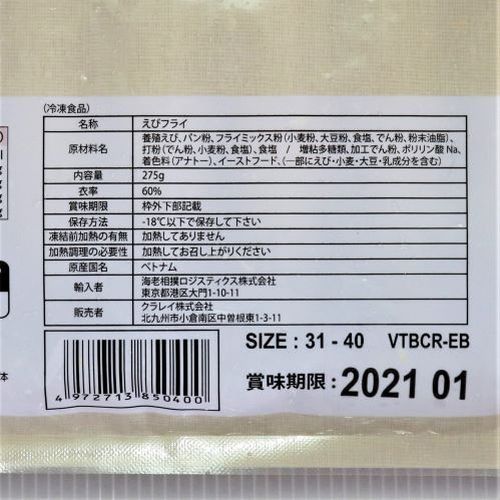 (冷凍食品)
名称 えびフライ
原材料名 養殖えび、パン粉、フライミックス粉(小麦粉、大豆粉、食塩、でん粉、粉末油脂)、
打粉(でん粉、小麦粉、食塩)、食塩 / 増粘多糖類、加工でん粉、ポリリン酸Na、
着色料(アナトー)、イーストフード、(一部にえび・小麦・大豆・乳成分を含む)
内容量 275g
衣率 60%
賞味期限 枠外下部記載
保存方法 -18℃以下で保存して下さい
凍結前加熱の有無 加熱してありません
加熱調理の必要性 加熱してお召し上がりください
原産国名 ベトナム
輸入者 海老相撲ロジスティクス株式会社
東京都港区大門1-10-11
販売者 クラレイ株式会社
北九州市小倉南区中曽根東1-3-11
SIZE : 31 - 40 VTBCR-EB
賞味期限 : 2021 01
4 972713 850400
体